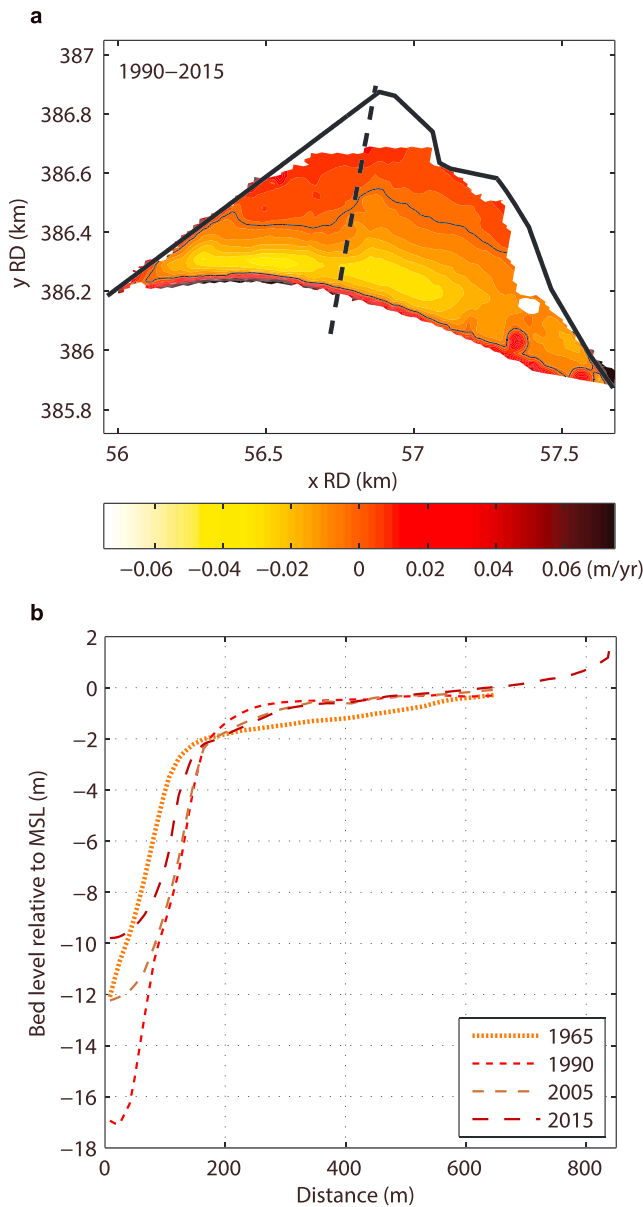 a
387
386.8
386.6
386.4
386.2
386
385.8
y RD (km)
1990−2015
56 56.5 57 57.5
x RD (km)
−0.06 −0.04 −0.02 0 0.02 0.04 0.06 (m/yr)
b
2
0
−2
−4
−6
−8
−10
−12
−14
−16
−18
Bed level relative to MSL (m)
1965
1990
2005
2015
0 200 400 600 800
Distance (m)